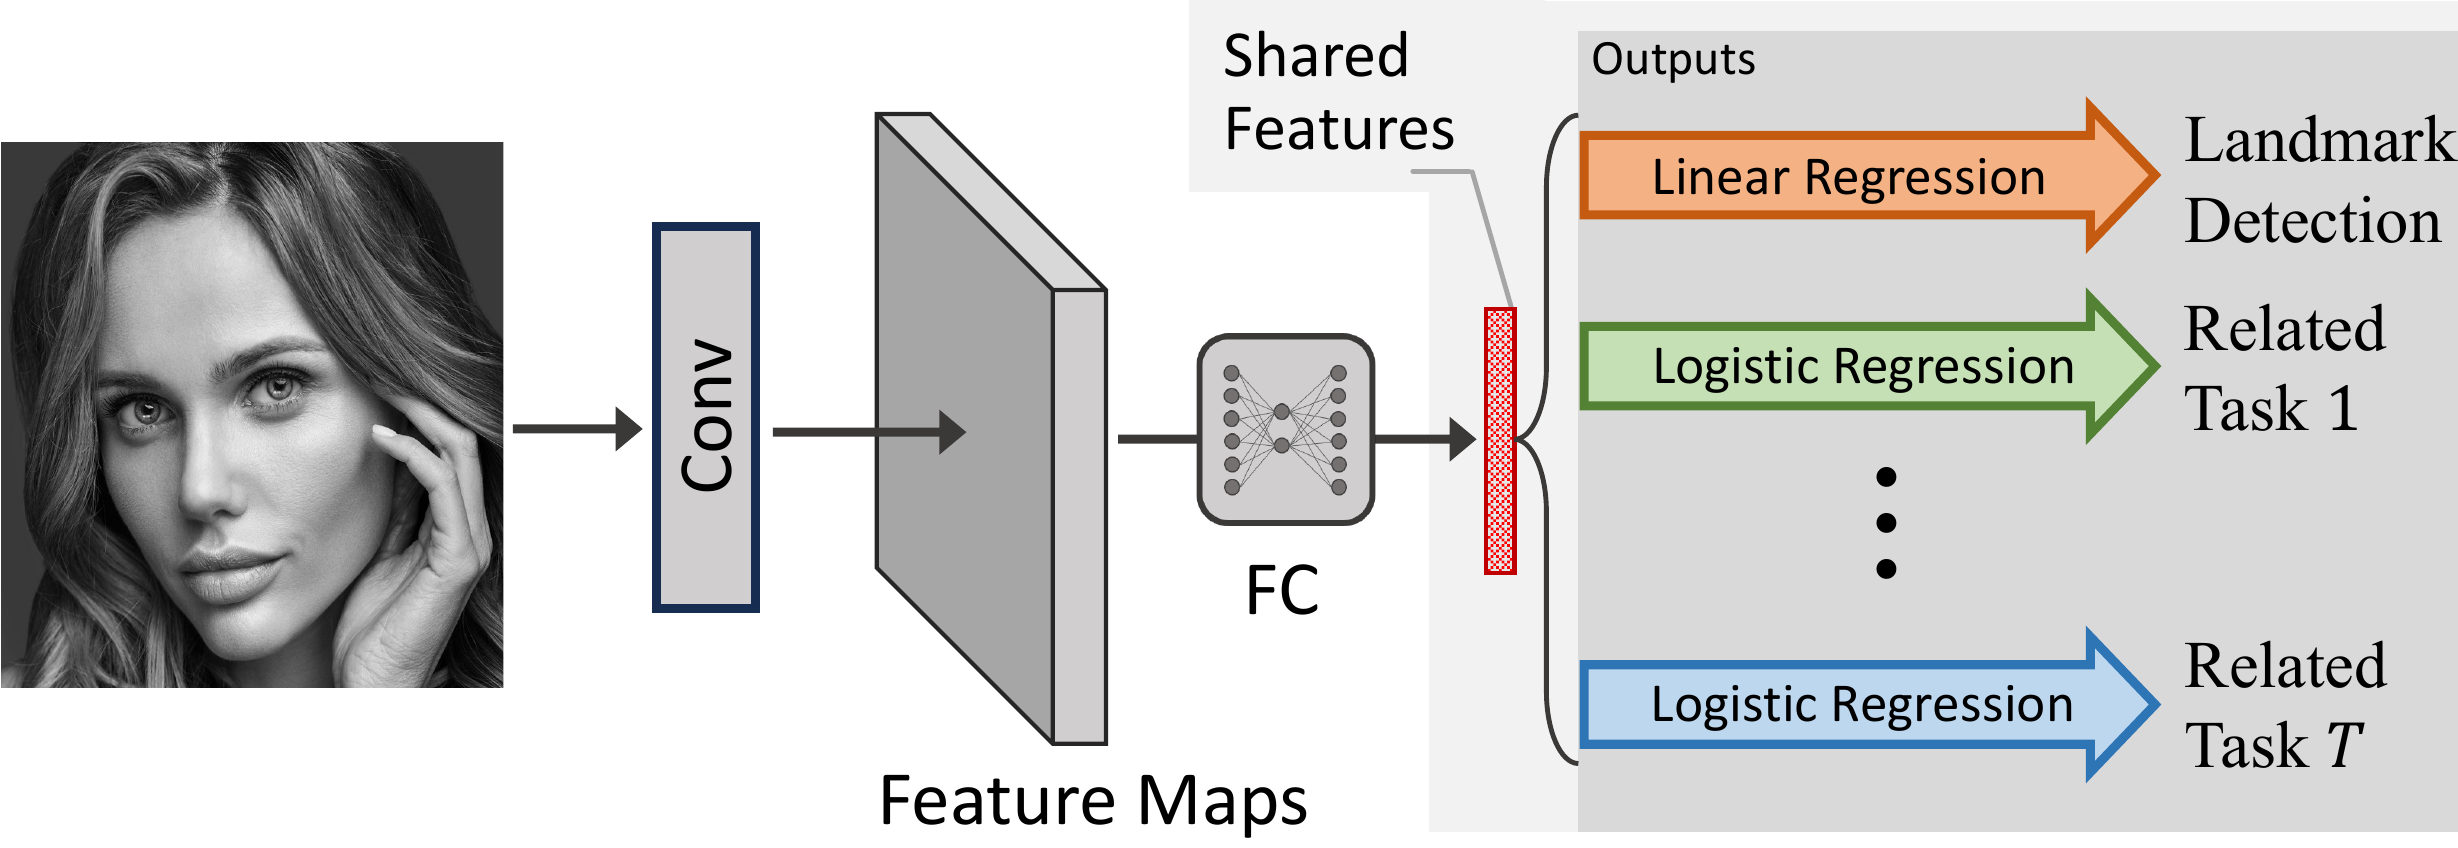 Conv
Feature Maps
FC
Shared
Features
Outputs
Linear Regression
Landmark
Detection
Logistic Regression
Related
Task 1
Logistic Regression
Related
Task T